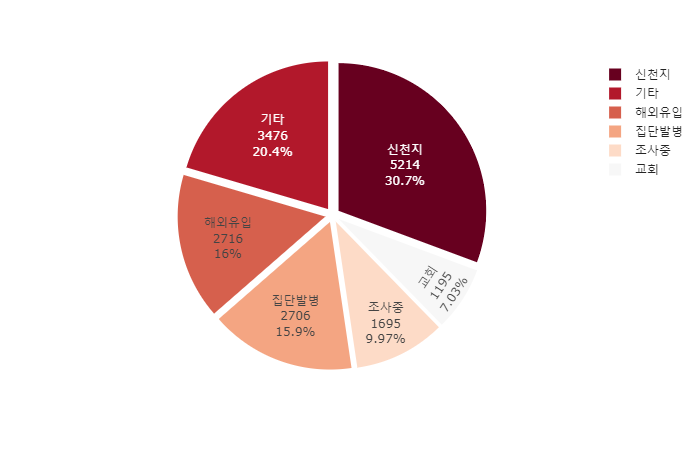 신천지
5214
30.7%
기타
3476
20.4%
해외유입
2716
16%
집단발병
2706
15.9%
조사중
1695
9.97%
교회
1195
7.03%
신천지
기타
해외유입
집단발병
조사중
교회